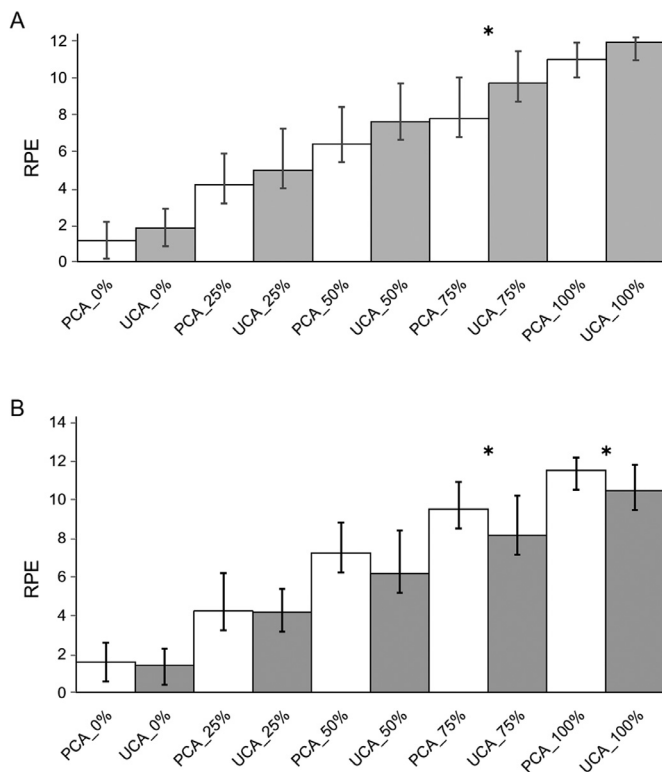 A
12
10
8
6
4
2
0
RPE
*
PCA_0%
UCA_0%
PCA_25%
UCA_25%
PCA_50%
UCA_50%
PCA_75%
UCA_75%
PCA_100%
UCA_100%
B
14
12
10
8
6
4
2
0
RPE
*
*
PCA_0%
UCA_0%
PCA_25%
UCA_25%
PCA_50%
UCA_50%
PCA_75%
UCA_75%
PCA_100%
UCA_100%